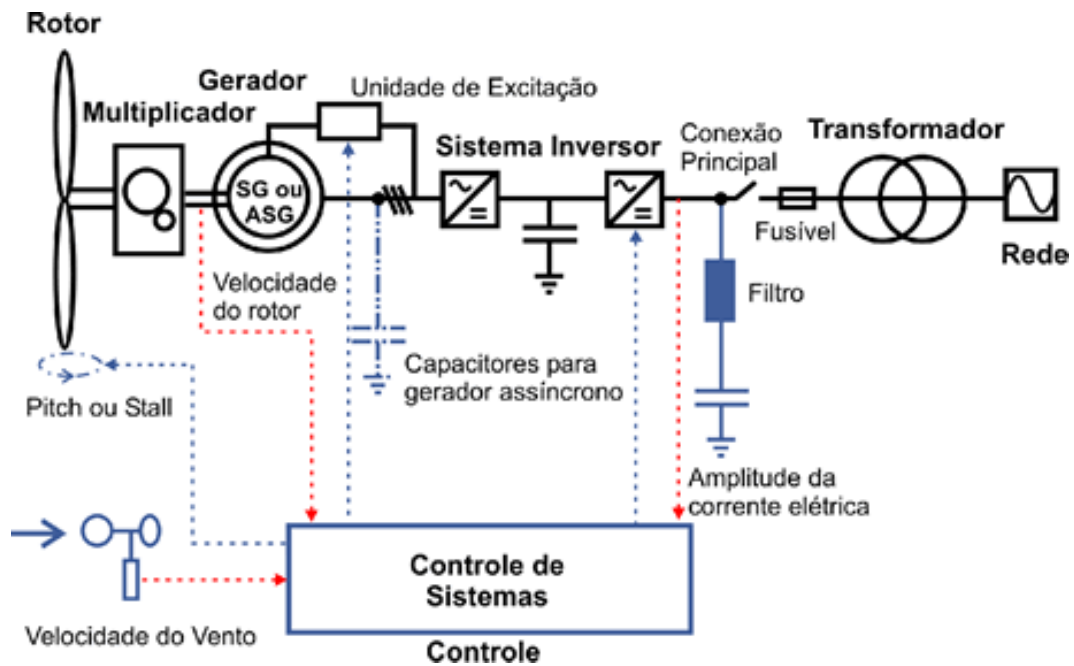 Rotor
Gerador
Multiplicador
Unidade de Excitação
Sistema Inversor
Conexão
Principal
Transformador
SG ou
ASG
Fusível
Rede
Velocidade
do rotor
Filtro
Capacitores para
gerador assíncrono
Pitch ou Stall
Amplitude da
corrente elétrica
Controle de
Sistemas
Velocidade do Vento
Controle